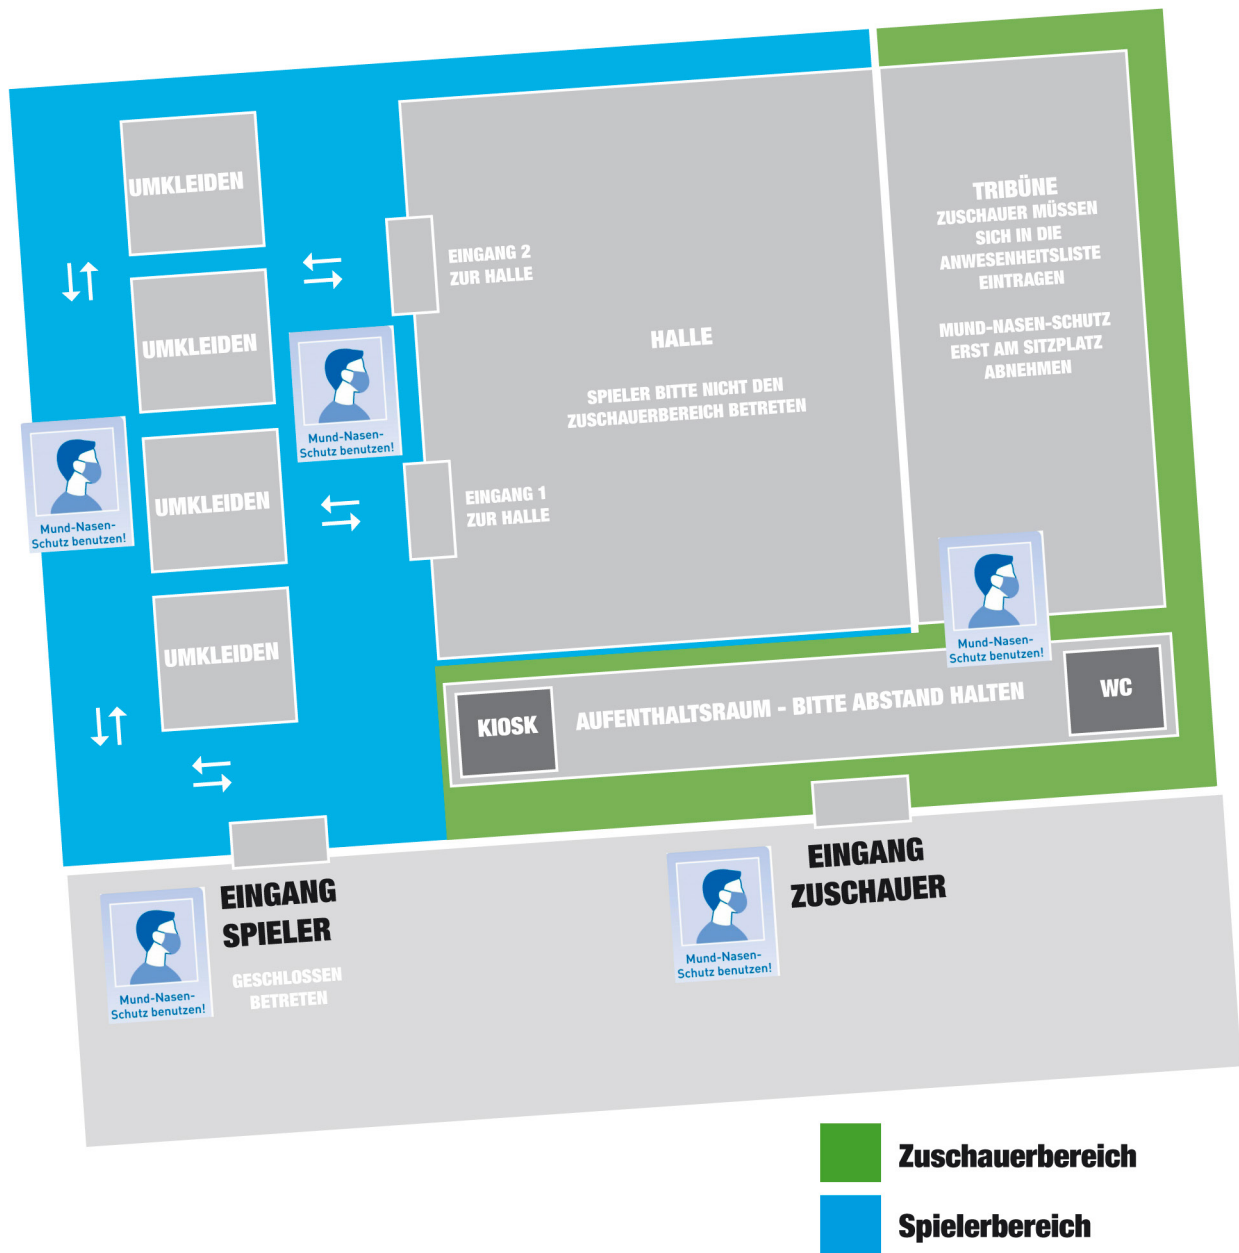 UMKLEIDEN
UMKLEIDEN
UMKLEIDEN
UMKLEIDEN
Mund-Nasen-
Schutz benutzen!
Mund-Nasen-
Schutz benutzen!
EINGANG 2
ZUR HALLE
EINGANG 1
ZUR HALLE
HALLE
SPIELER BITTE NICHT DEN
ZUSCHAUERBEREICH BETRETEN
TRIBÜNE
ZUSCHAUER MÜSSEN
SICH IN DIE
ANWESENHEITSLISTE
EINTRAGEN
MUND-NASEN-SCHUTZ
ERST AM SITZPLATZ
ABNEHMEN
Mund-Nasen-
Schutz benutzen!
KIOSK
AUFENTHALTSRAUM - BITTE ABSTAND HALTEN
WC
EINGANG
SPIELER
GESCHLOSSEN
BETRETEN
Mund-Nasen-
Schutz benutzen!
EINGANG
ZUSCHAUER
Mund-Nasen-
Schutz benutzen!
Zuschauerbereich
Spielerbereich